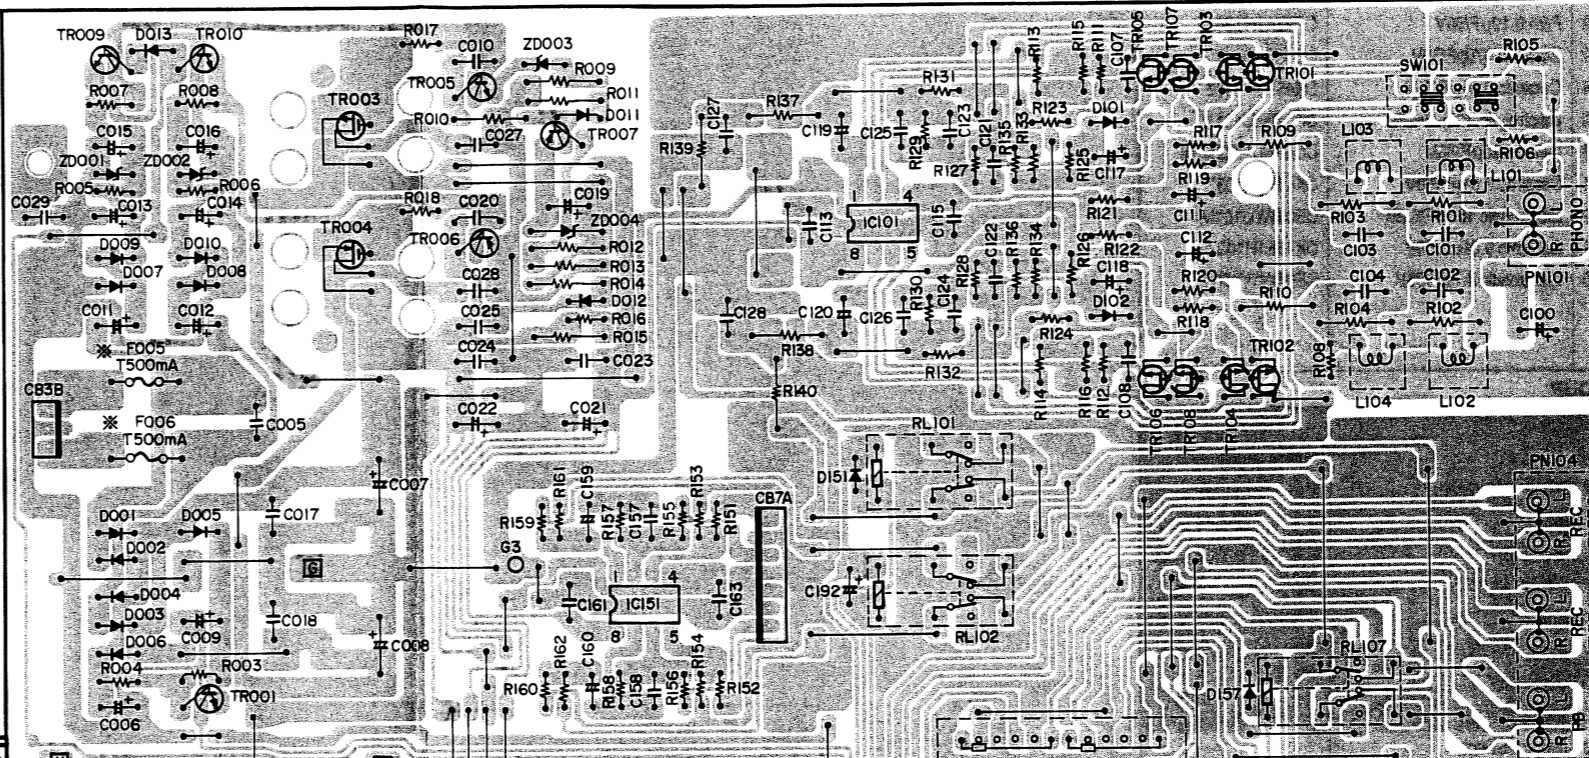 TR009
D013
TR010
R017
C010
ZD003
R009
TR005
R007
R008
TR003
R011
D011
R010
C027
TR007
C015
C016
ZD001
ZD002
R005
R006
C029
C013
C014
R018
C019
C020
ZD004
TR004
TR006
R012
D009
D010
R013
D007
D008
C028
R014
D012
C011
C012
C025
R016
R015
※ F005
T500mA
C024
C023
CB3B
※ F006
T500mA
C005
C022
C021
C007
D001
D005
C017
D002
G
G3
D004
D003
C009
C018
D006
C008
R004
R003
TR001
C006
R113
R115
R111
C107
TR105
TR107
TR103
TR101
SW101
R105
R131
R137
C127
C119
C125
R129
C123
C121
R135
R133
R123
D101
R117
R109
L103
R106
R139
R127
R125
C117
R119
L101
1
4
IC101
8
5
C113
C115
R121
C111
R103
R101
C103
C101
L
R
PHONO
PN101
R128
C122
R136
R134
R126
R122
C112
C118
R120
C104
C102
R130
C124
D102
R110
C128
C120
C126
R118
R104
R102
C100
R138
R124
R132
TR102
R108
R140
R114
R116
R112
C108
TR106
TR108
TR104
L104
L102
RL101
D151
PN104
L
R
REC
R161
C159
R153
CB7A
R159
R157
C157
R155
R151
1
4
IC151
8
5
C161
C163
C192
RL102
L
R
REC
R162
C160
R154
R160
R158
C158
R156
R152
RL107
D157
L
R
PB